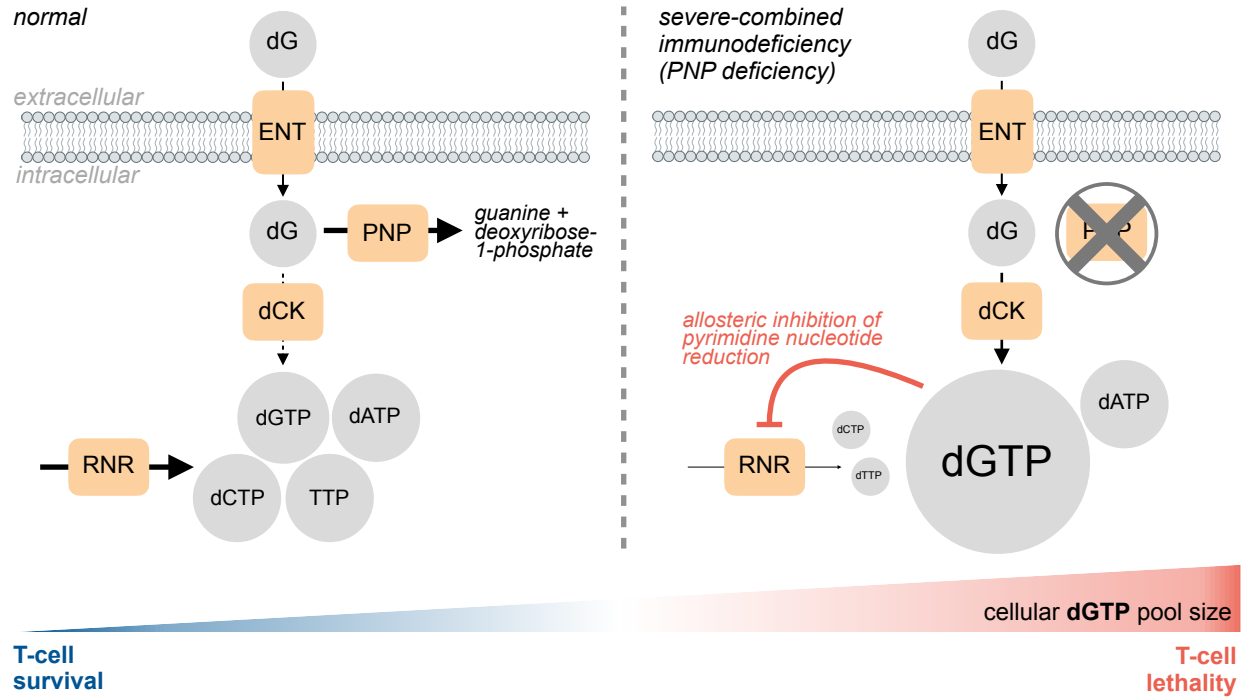 normal
dG
extracellular
ENT
intracellular
dG
PNP
guanine +
deoxyribose-
1-phosphate
dCK
dGTP
dATP
RNR
dCTP
TTP
severe-combined
immunodeficiency
(PNP deficiency)
dG
ENT
dG
PNP
dCK
allosteric inhibition of
pyrimidine nucleotide
reduction
dATP
dCTP
RNR
dGTP
dTTP
cellular dGTP pool size
T-cell
survival
T-cell
lethality